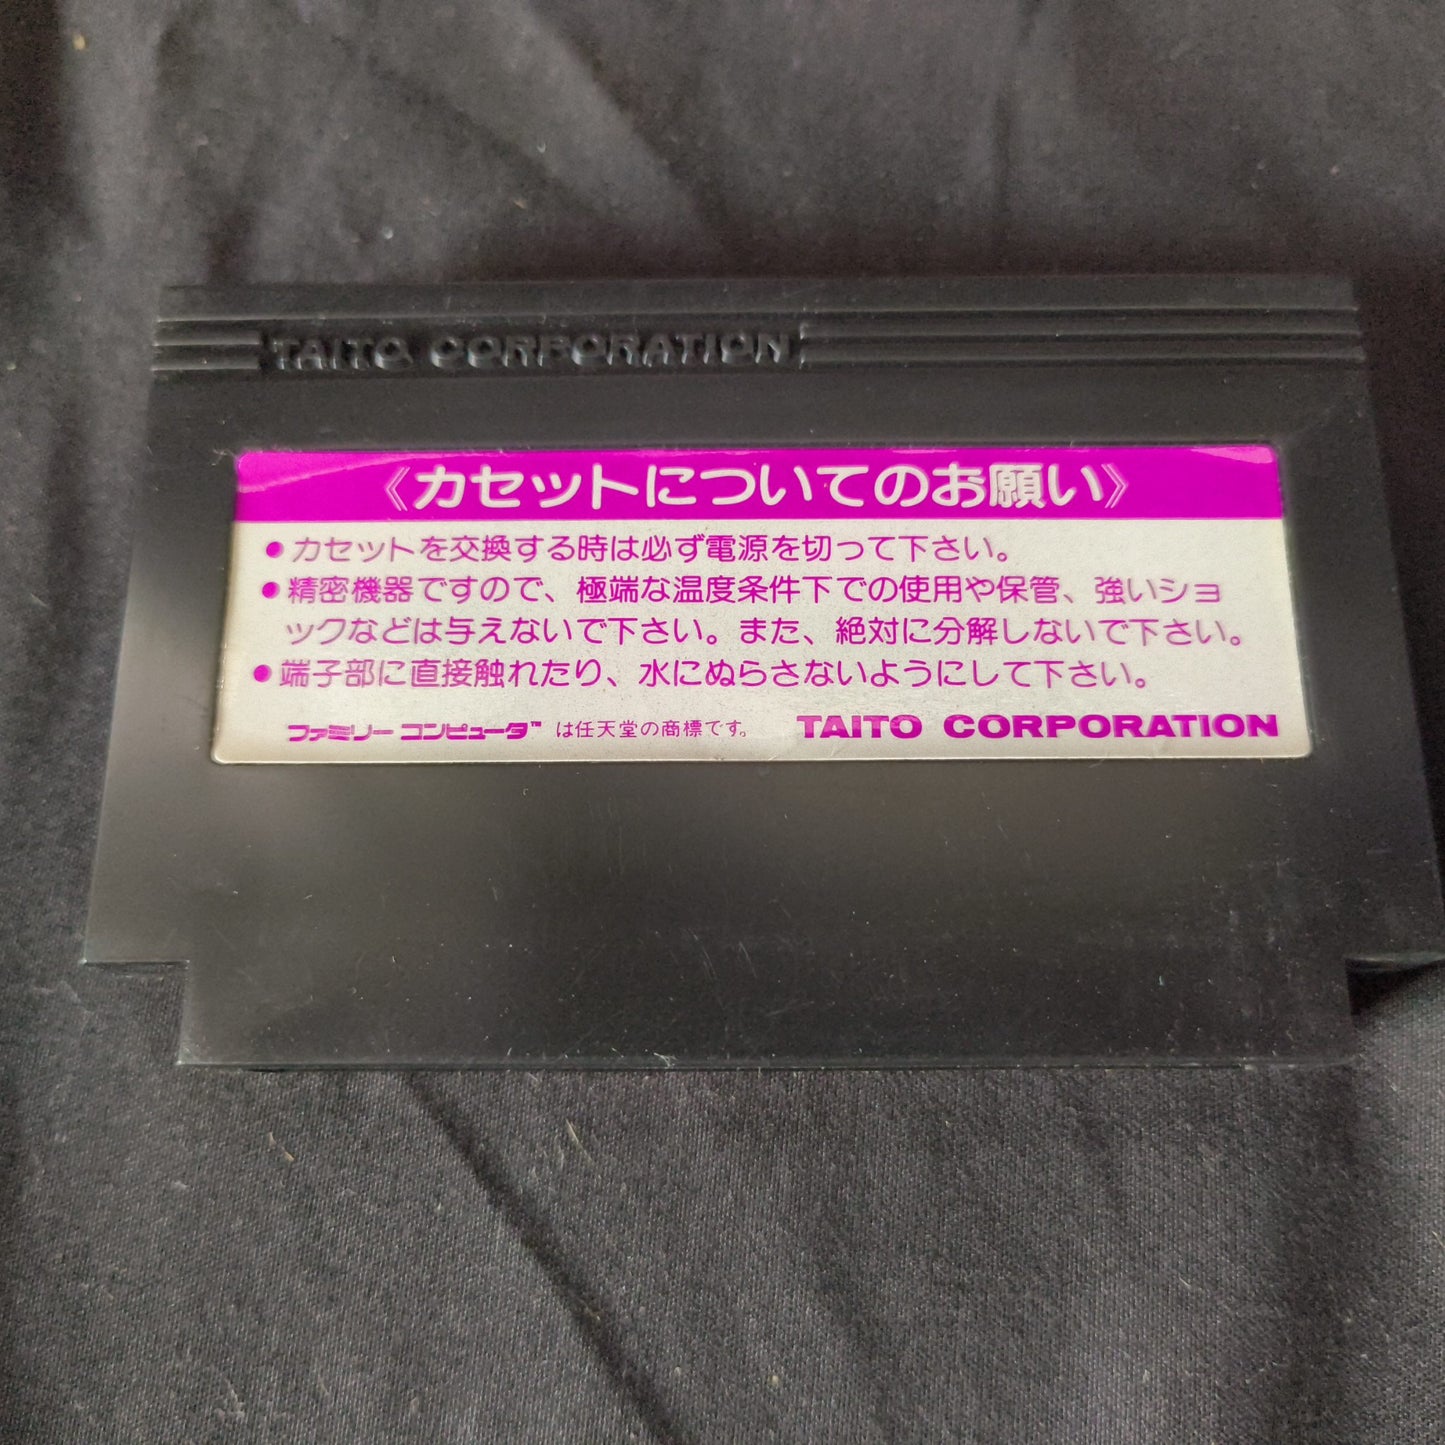 TAITO CORPORATION
《カセットについてのお願い》
●カセットを交換する時は必ず電源を切って下さい。
●精密機器ですので、極端な温度条件下での使用や保管、強いショ
ックなどは与えないで下さい。また、絶対に分解しないで下さい。
●端子部に直接触れたり、水にぬらさないようにして下さい。
ファミリーコンピュータ™は任天堂の商標です。 TAITO CORPORATION